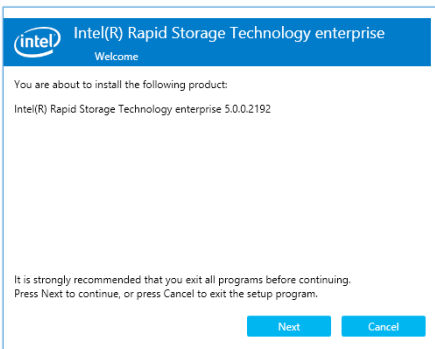 intel
Intel(R) Rapid Storage Technology enterprise
Welcome
You are about to install the following product:
Intel(R) Rapid Storage Technology enterprise 5.0.0.2192
It is strongly recommended that you exit all programs before continuing.
Press Next to continue, or press Cancel to exit the setup program.
Next Cancel